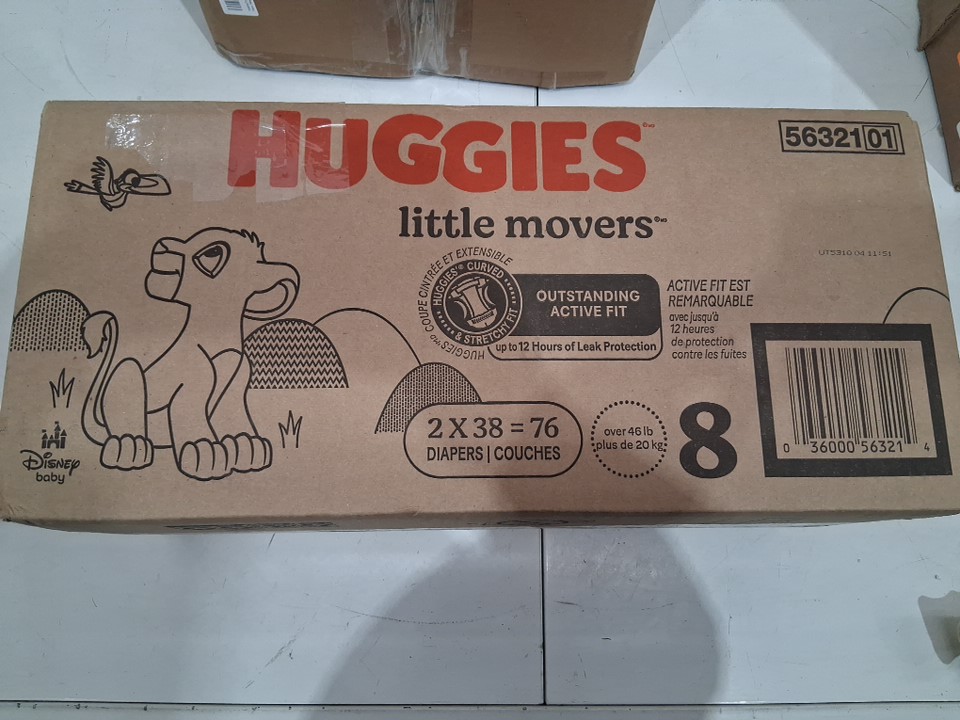 HUGGIES
56321 01
little movers
UT5310 04 11:51
HUGGIES MD COUPE CINTRÉE ET EXTENSIBLE
HUGGIES® CURVED
& STRETCHY FIT
OUTSTANDING
ACTIVE FIT
up to 12 Hours of Leak Protection
ACTIVE FIT EST
REMARQUABLE
avec jusqu'à
12 heures
de protection
contre les fuites
2 X 38 = 76
DIAPERS | COUCHES
over 46 lb
plus de 20 kg
8
0 36000 56321 4
Disney
baby